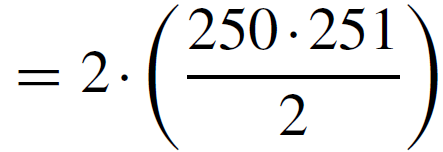 = 2 · (250 · 251 / 2)